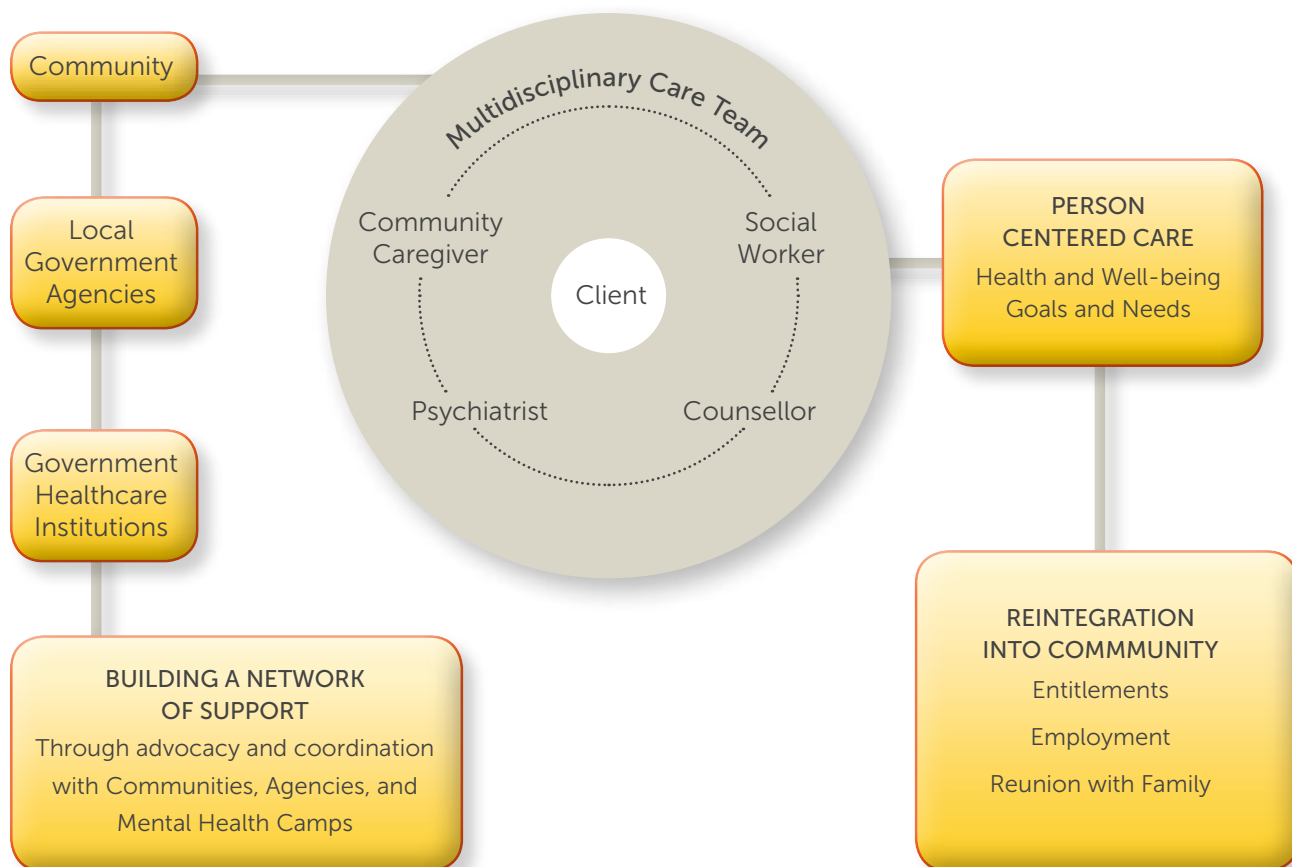 Community
Local
Government
Agencies
Government
Healthcare
Institutions
BUILDING A NETWORK
OF SUPPORT
Through advocacy and coordination
with Communities, Agencies, and
Mental Health Camps
Multidisciplinary Care Team
Community
Caregiver
Social
Worker
Client
Psychiatrist
Counsellor
PERSON
CENTERED CARE
Health and Well-being
Goals and Needs
REINTEGRATION
INTO COMMMUNITY
Entitlements
Employment
Reunion with Family